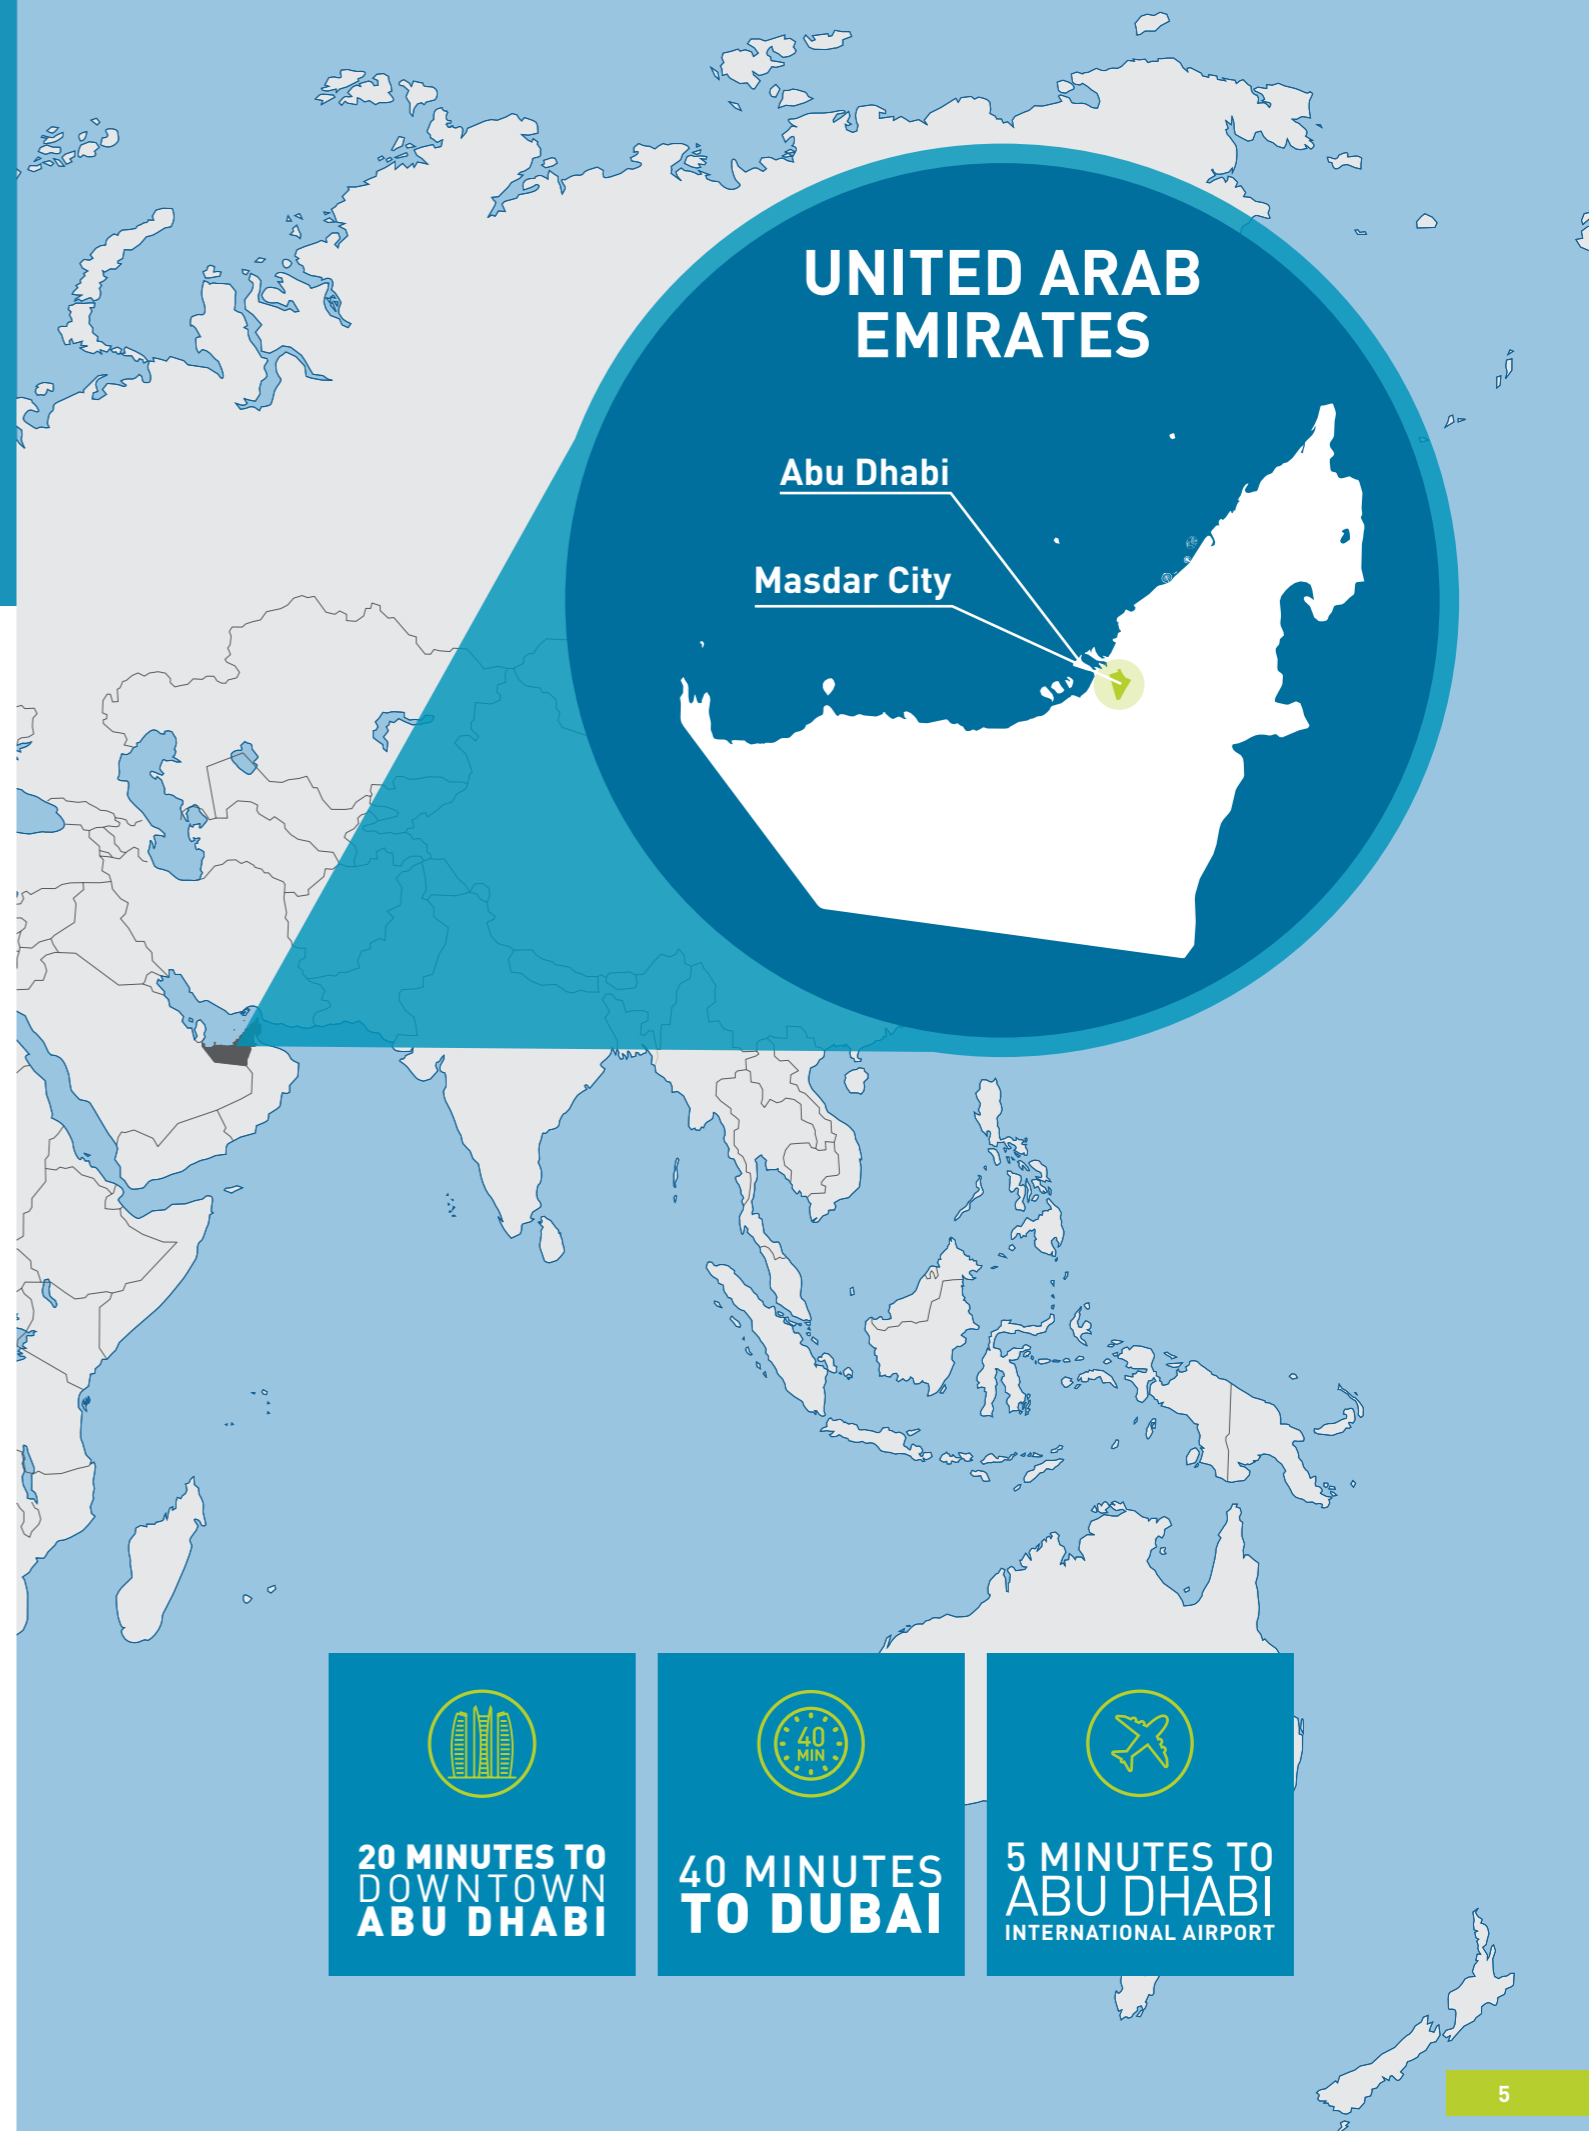 UNITED ARAB
EMIRATES
Abu Dhabi
Masdar City
20 MINUTES TO
DOWNTOWN
ABU DHABI
40
MIN
40 MINUTES
TO DUBAI
5 MINUTES TO
ABU DHABI
INTERNATIONAL AIRPORT
5